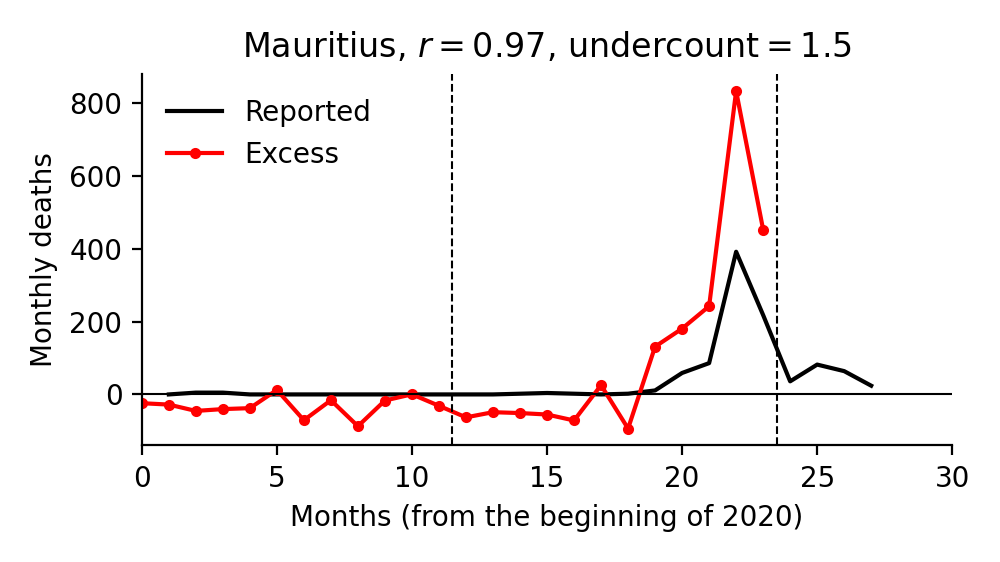 Mauritius, r = 0.97, undercount = 1.5
Reported
Excess
Monthly deaths
800
600
400
200
0
0 5 10 15 20 25 30
Months (from the beginning of 2020)